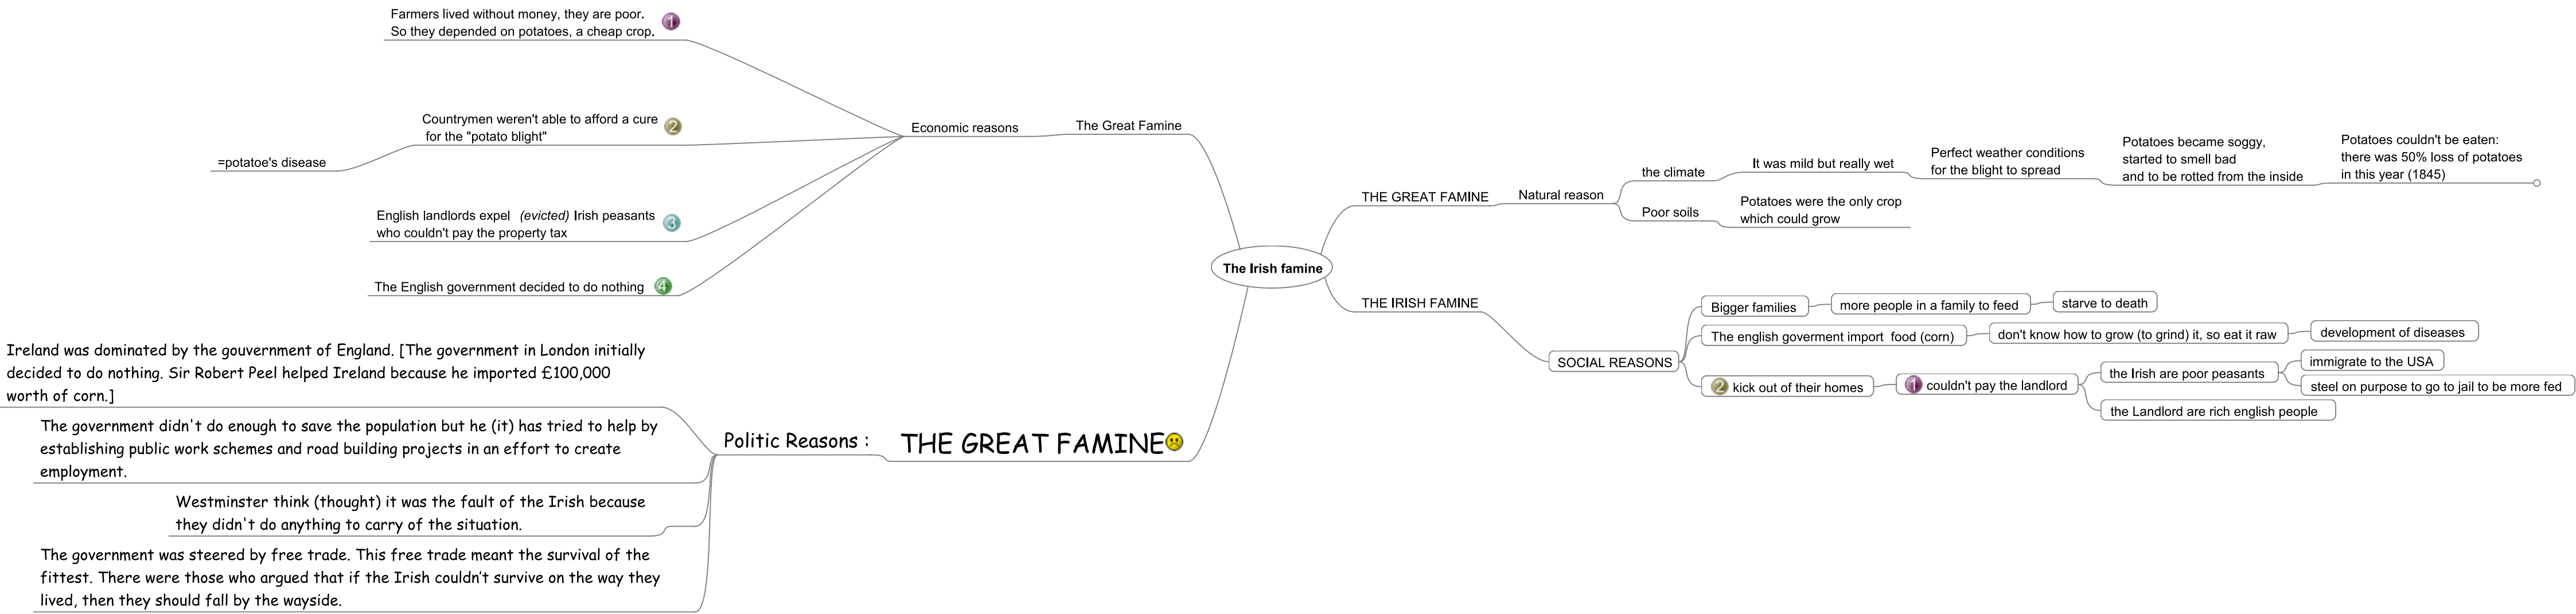 The Irish famine
The Great Famine
Economic reasons
1
Farmers lived without money, they are poor.
So they depended on potatoes, a cheap crop.
2
Countrymen weren't able to afford a cure
for the "potato blight"
=potatoe's disease
3
English landlords expel (evicted) Irish peasants
who couldn't pay the property tax
4
The English government decided to do nothing
THE GREAT FAMINE
Politic Reasons :
Ireland was dominated by the gouvernment of England. [The government in London initially
decided to do nothing. Sir Robert Peel helped Ireland because he imported £100,000
worth of corn.]
The government didn't do enough to save the population but he (it) has tried to help by
establishing public work schemes and road building projects in an effort to create
employment.
Westminster think (thought) it was the fault of the Irish because
they didn't do anything to carry of the situation.
The government was steered by free trade. This free trade meant the survival of the
fittest. There were those who argued that if the Irish couldn't survive on the way they
lived, then they should fall by the wayside.
THE GREAT FAMINE
Natural reason
the climate
It was mild but really wet
Perfect weather conditions
for the blight to spread
Potatoes became soggy,
started to smell bad
and to be rotted from the inside
Potatoes couldn't be eaten:
there was 50% loss of potatoes
in this year (1845)
Poor soils
Potatoes were the only crop
which could grow
THE IRISH FAMINE
SOCIAL REASONS
Bigger families
more people in a family to feed
starve to death
The english goverment import food (corn)
don't know how to grow (to grind) it, so eat it raw
development of diseases
2 kick out of their homes
1 couldn't pay the landlord
the Irish are poor peasants
immigrate to the USA
steel on purpose to go to jail to be more fed
the Landlord are rich english people